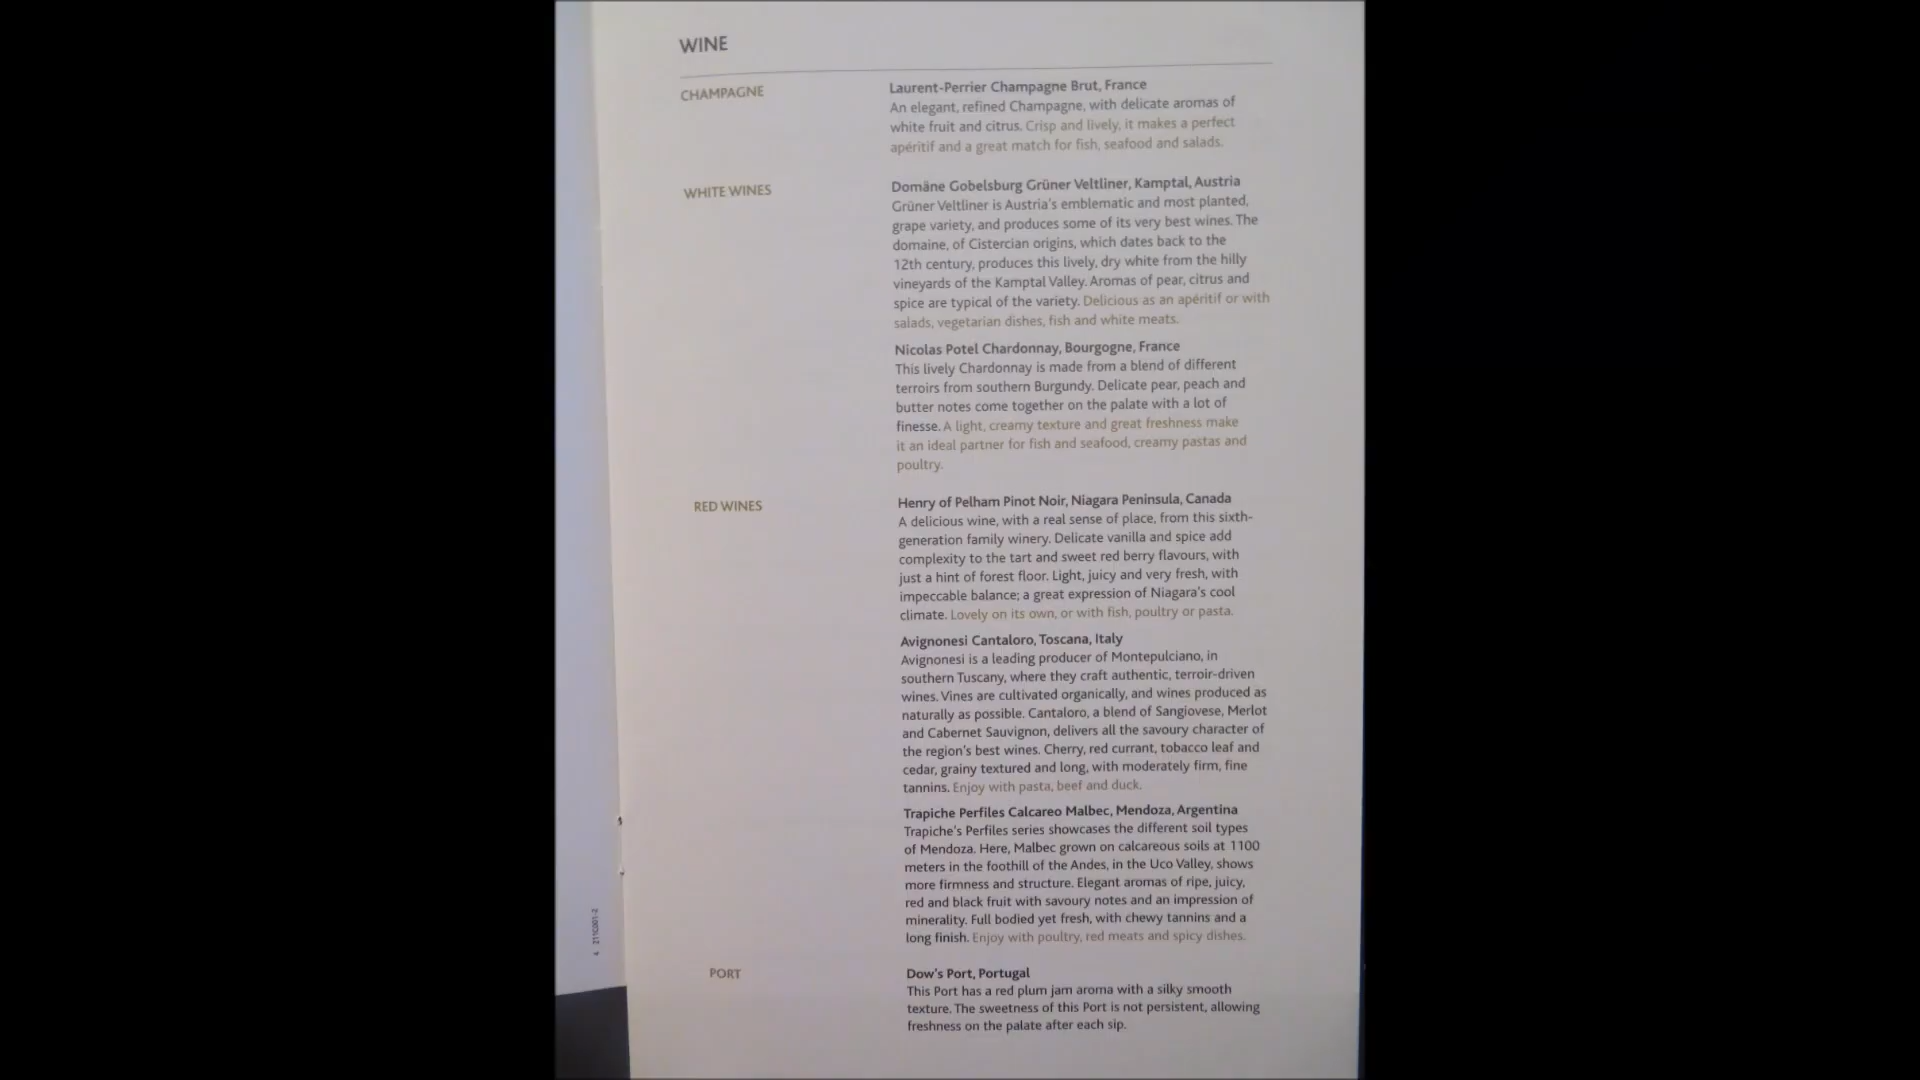 WINE
CHAMPAGNE
Laurent-Perrier Champagne Brut, France
An elegant, refined Champagne, with delicate aromas of
white fruit and citrus. Crisp and lively, it makes a perfect
apéritif and a great match for fish, seafood and salads.
WHITE WINES
Domäne Gobelsburg Grüner Veltliner, Kamptal, Austria
Grüner Veltliner is Austria's emblematic and most planted,
grape variety, and produces some of its very best wines. The
domaine, of Cistercian origins, which dates back to the
12th century, produces this lively, dry white from the hilly
vineyards of the Kamptal Valley. Aromas of pear, citrus and
spice are typical of the variety. Delicious as an apéritif or with
salads, vegetarian dishes, fish and white meats.
Nicolas Potel Chardonnay, Bourgogne, France
This lively Chardonnay is made from a blend of different
terroirs from southern Burgundy. Delicate pear, peach and
butter notes come together on the palate with a lot of
finesse. A light, creamy texture and great freshness make
it an ideal partner for fish and seafood, creamy pastas and
poultry.
RED WINES
Henry of Pelham Pinot Noir, Niagara Peninsula, Canada
A delicious wine, with a real sense of place, from this sixth-
generation family winery. Delicate vanilla and spice add
complexity to the tart and sweet red berry flavours, with
just a hint of forest floor. Light, juicy and very fresh, with
impeccable balance; a great expression of Niagara's cool
climate. Lovely on its own, or with fish, poultry or pasta.
Avignonesi Cantaloro, Toscana, Italy
Avignonesi is a leading producer of Montepulciano, in
southern Tuscany, where they craft authentic, terroir-driven
wines. Vines are cultivated organically, and wines produced as
naturally as possible. Cantaloro, a blend of Sangiovese, Merlot
and Cabernet Sauvignon, delivers all the savoury character of
the region's best wines. Cherry, red currant, tobacco leaf and
cedar, grainy textured and long, with moderately firm, fine
tannins. Enjoy with pasta, beef and duck.
Trapiche Perfiles Calcareo Malbec, Mendoza, Argentina
Trapiche's Perfiles series showcases the different soil types
of Mendoza. Here, Malbec grown on calcareous soils at 1100
meters in the foothill of the Andes, in the Uco Valley, shows
more firmness and structure. Elegant aromas of ripe, juicy,
red and black fruit with savoury notes and an impression of
minerality. Full bodied yet fresh, with chewy tannins and a
long finish. Enjoy with poultry, red meats and spicy dishes.
PORT
Dow's Port, Portugal
This Port has a red plum jam aroma with a silky smooth
texture. The sweetness of this Port is not persistent, allowing
freshness on the palate after each sip.